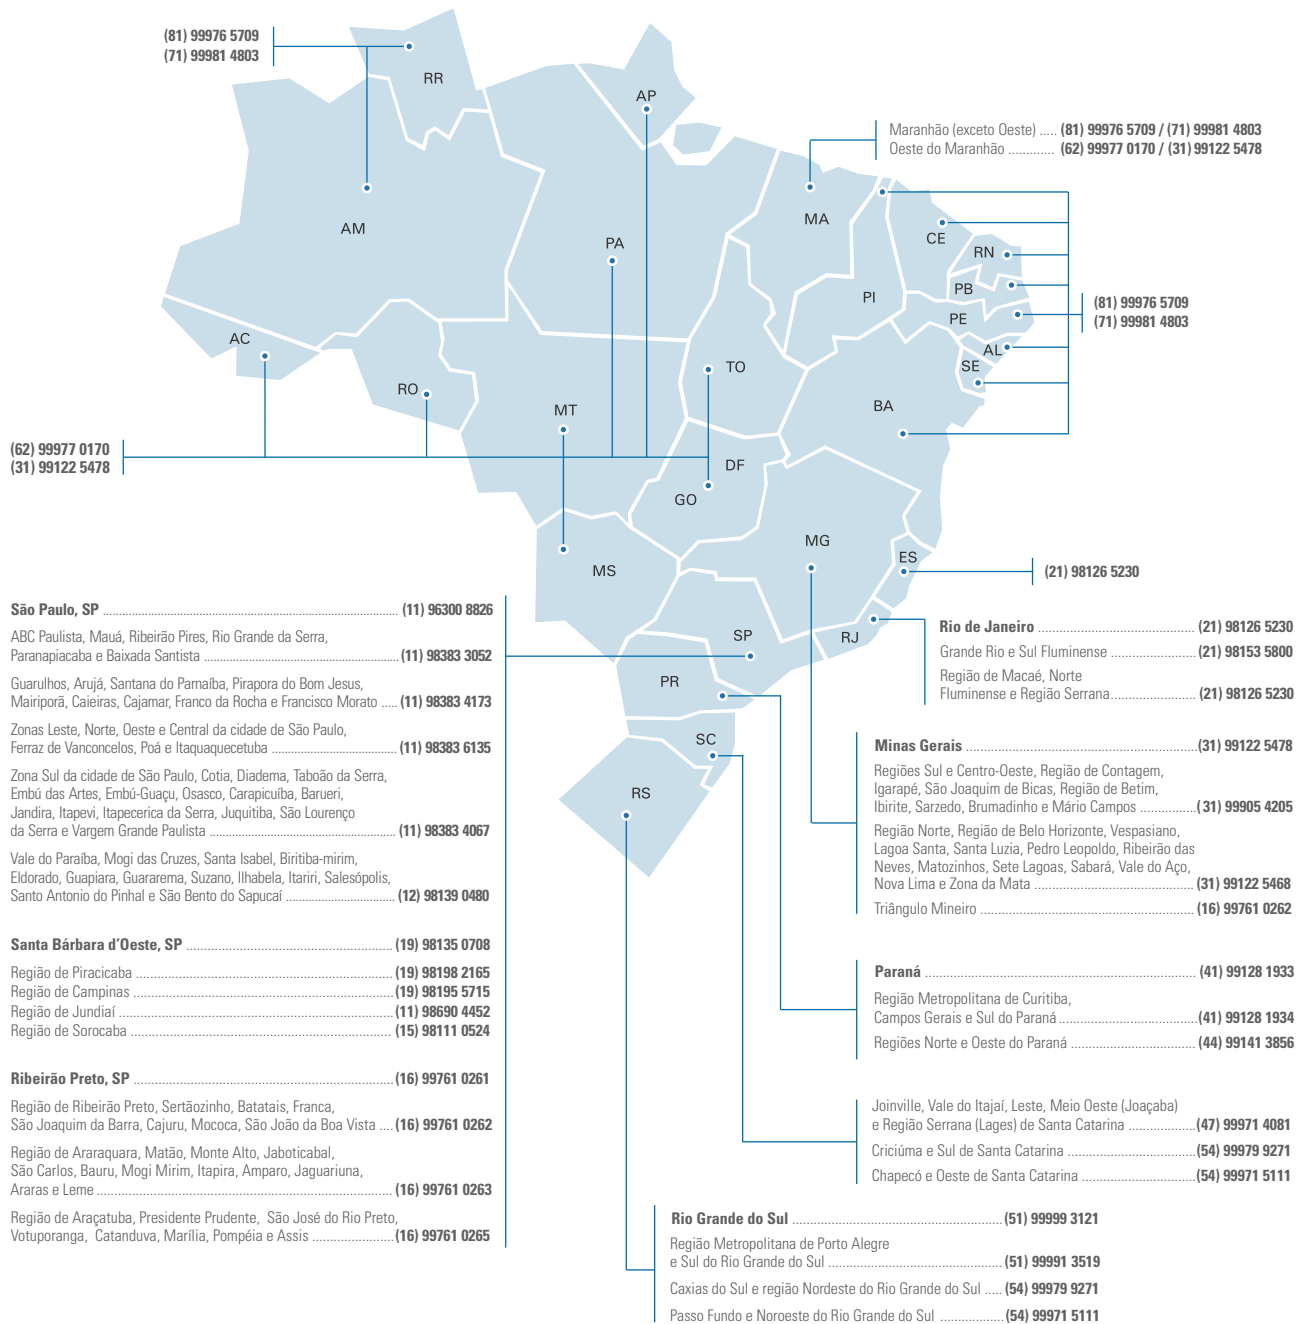 (81) 99976 5709
(71) 99981 4803
RR
AP
AM
PA
MA
CE
RN
PB
PI
PE
AL
SE
AC
RO
TO
MT
BA
DF
GO
MG
ES
MS
SP
RJ
PR
SC
RS
Maranhão (exceto Oeste) ..... (81) 99976 5709 / (71) 99981 4803
Oeste do Maranhão ............. (62) 99977 0170 / (31) 99122 5478
(81) 99976 5709
(71) 99981 4803
(62) 99977 0170
(31) 99122 5478
(21) 98126 5230
São Paulo, SP ..... (11) 96300 8826
ABC Paulista, Mauá, Ribeirão Pires, Rio Grande da Serra,
Paranapiacaba e Baixada Santista ..... (11) 98383 3052
Guarulhos, Arujá, Santana do Parnaíba, Pirapora do Bom Jesus,
Mairiporã, Caieiras, Cajamar, Franco da Rocha e Francisco Morato ..... (11) 98383 4173
Zonas Leste, Norte, Oeste e Central da cidade de São Paulo,
Ferraz de Vanconcelos, Poá e Itaquaquecetuba ..... (11) 98383 6135
Zona Sul da cidade de São Paulo, Cotia, Diadema, Taboão da Serra,
Embú das Artes, Embú-Guaçu, Osasco, Carapicuíba, Barueri,
Jandira, Itapevi, Itapecerica da Serra, Juquitiba, São Lourenço
da Serra e Vargem Grande Paulista ..... (11) 98383 4067
Vale do Paraíba, Mogi das Cruzes, Santa Isabel, Biritiba-mirim,
Eldorado, Guapiara, Guararema, Suzano, Ilhabela, Itariri, Salesópolis,
Santo Antonio do Pinhal e São Bento do Sapucaí ..... (12) 98139 0480
Santa Bárbara d'Oeste, SP ..... (19) 98135 0708
Região de Piracicaba ..... (19) 98198 2165
Região de Campinas ..... (19) 98195 5715
Região de Jundiaí ..... (11) 98690 4452
Região de Sorocaba ..... (15) 98111 0524
Ribeirão Preto, SP ..... (16) 99761 0261
Região de Ribeirão Preto, Sertãozinho, Batatais, Franca,
São Joaquim da Barra, Cajuru, Mococa, São João da Boa Vista .... (16) 99761 0262
Região de Araraquara, Matão, Monte Alto, Jaboticabal,
São Carlos, Bauru, Mogi Mirim, Itapira, Amparo, Jaguariuna,
Araras e Leme ..... (16) 99761 0263
Região de Araçatuba, Presidente Prudente, São José do Rio Preto,
Votuporanga, Catanduva, Marília, Pompéia e Assis ..... (16) 99761 0265
Rio de Janeiro ..... (21) 98126 5230
Grande Rio e Sul Fluminense ..... (21) 98153 5800
Região de Macaé, Norte
Fluminense e Região Serrana ..... (21) 98126 5230
Minas Gerais ..... (31) 99122 5478
Regiões Sul e Centro-Oeste, Região de Contagem,
Igarapé, São Joaquim de Bicas, Região de Betim,
Ibirite, Sarzedo, Brumadinho e Mário Campos ..... (31) 99905 4205
Região Norte, Região de Belo Horizonte, Vespasiano,
Lagoa Santa, Santa Luzia, Pedro Leopoldo, Ribeirão das
Neves, Matozinhos, Sete Lagoas, Sabará, Vale do Aço,
Nova Lima e Zona da Mata ..... (31) 99122 5468
Triângulo Mineiro ..... (16) 99761 0262
Paraná ..... (41) 99128 1933
Região Metropolitana de Curitiba,
Campos Gerais e Sul do Paraná ..... (41) 99128 1934
Regiões Norte e Oeste do Paraná ..... (44) 99141 3856
Joinville, Vale do Itajaí, Leste, Meio Oeste (Joaçaba)
e Região Serrana (Lages) de Santa Catarina ..... (47) 99971 4081
Criciúma e Sul de Santa Catarina ..... (54) 99979 9271
Chapecó e Oeste de Santa Catarina ..... (54) 99971 5111
Rio Grande do Sul ..... (51) 99999 3121
Região Metropolitana de Porto Alegre
e Sul do Rio Grande do Sul ..... (51) 99991 3519
Caxias do Sul e região Nordeste do Rio Grande do Sul ..... (54) 99979 9271
Passo Fundo e Noroeste do Rio Grande do Sul ..... (54) 99971 5111